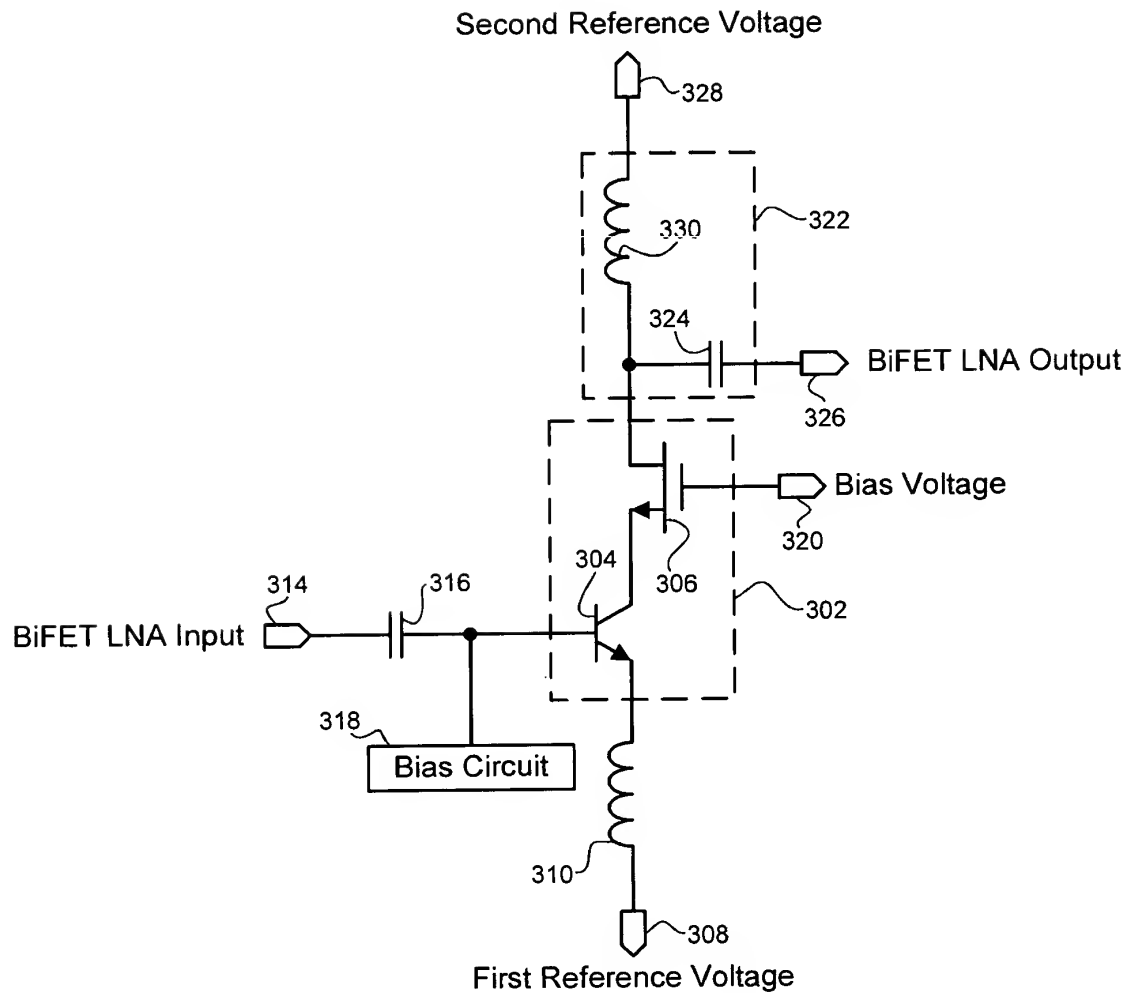 Second Reference Voltage
328
330
322
324
BiFET LNA Output
326
Bias Voltage
320
306
304
302
314
316
BiFET LNA Input
318
Bias Circuit
310
308
First Reference Voltage